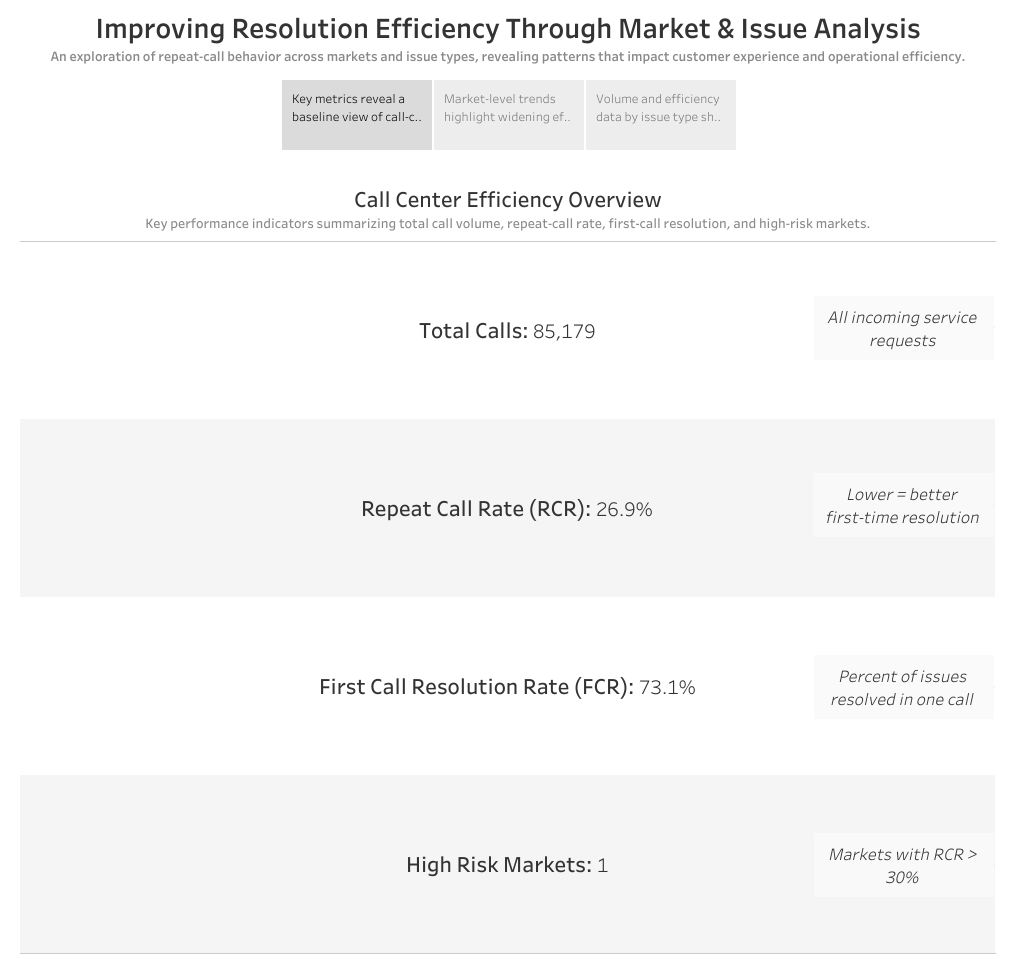 Improving Resolution Efficiency Through Market & Issue Analysis
An exploration of repeat-call behavior across markets and issue types, revealing patterns that impact customer experience and operational efficiency.
Key metrics reveal a
baseline view of call-c..
Market-level trends
highlight widening ef..
Volume and efficiency
data by issue type sh..
Call Center Efficiency Overview
Key performance indicators summarizing total call volume, repeat-call rate, first-call resolution, and high-risk markets.
Total Calls: 85,179
All incoming service
requests
Repeat Call Rate (RCR): 26.9%
Lower = better
first-time resolution
First Call Resolution Rate (FCR): 73.1%
Percent of issues
resolved in one call
High Risk Markets: 1
Markets with RCR >
30%